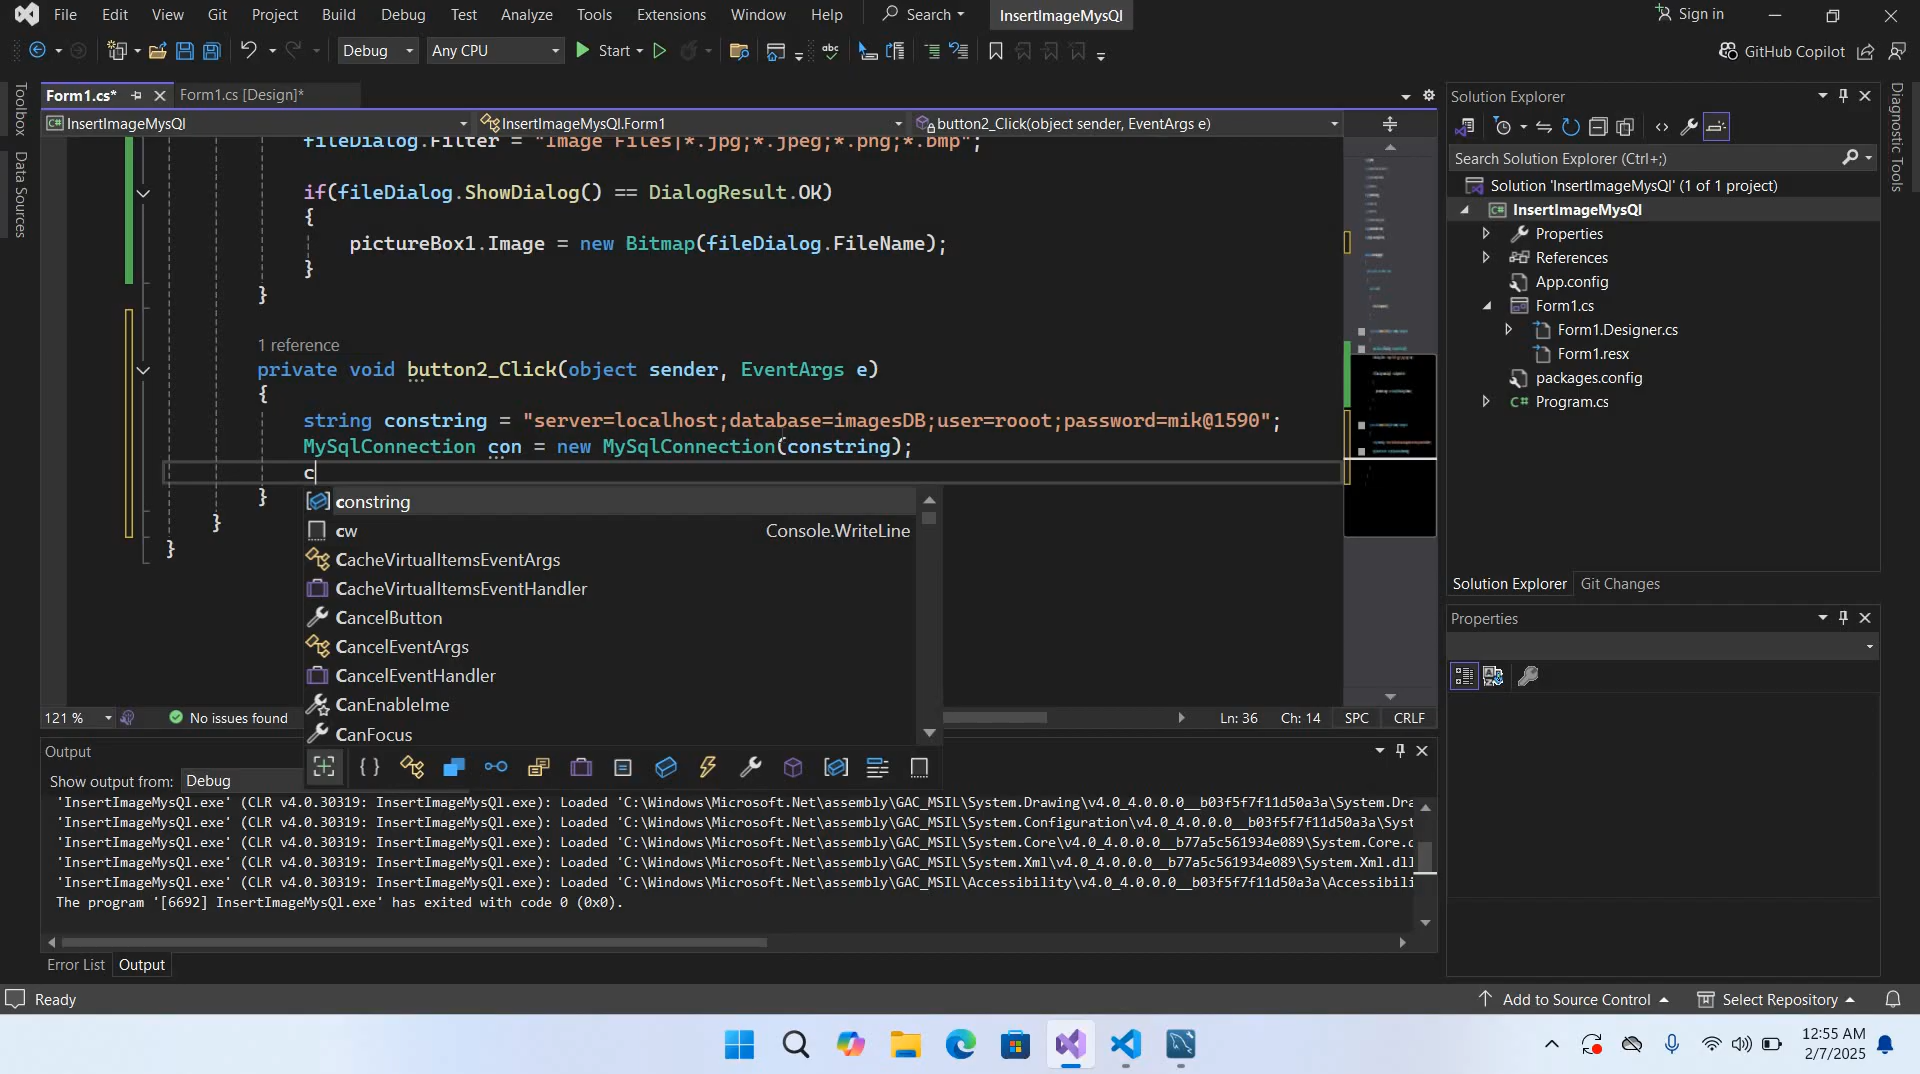 File Edit View Git Project Build Debug Test Analyze Tools Extensions Window Help Search InsertImageMysQl Sign in
Debug Any CPU Start GitHub Copilot
Form1.cs* Form1.cs [Design]*
InsertImageMysQl InsertImageMysQl.Form1 button2_Click(object sender, EventArgs e)
fileDialog.Filter = "Image Files|*.jpg;*.jpeg;*.png;*.bmp";
if(fileDialog.ShowDialog() == DialogResult.OK)
{
pictureBox1.Image = new Bitmap(fileDialog.FileName);
}
}
1 reference
private void button2_Click(object sender, EventArgs e)
{
string constring = "server=localhost;database=imagesDB;user=rooot;password=mik@1590";
MySqlConnection con = new MySqlConnection(constring);
c
}
}
}
constring
cw Console.WriteLine
CacheVirtualItemsEventArgs
CacheVirtualItemsEventHandler
CancelButton
CancelEventArgs
CancelEventHandler
CanEnableIme
CanFocus
121 % No issues found Ln: 36 Ch: 14 SPC CRLF
Output
Show output from: Debug
'InsertImageMysQl.exe' (CLR v4.0.30319: InsertImageMysQl.exe): Loaded 'C:\Windows\Microsoft.Net\assembly\GAC_MSIL\System.Drawing\v4.0_4.0.0.0__b03f5f7f11d50a3a\System.Dra
'InsertImageMysQl.exe' (CLR v4.0.30319: InsertImageMysQl.exe): Loaded 'C:\Windows\Microsoft.Net\assembly\GAC_MSIL\System.Configuration\v4.0_4.0.0.0__b03f5f7f11d50a3a\Syst
'InsertImageMysQl.exe' (CLR v4.0.30319: InsertImageMysQl.exe): Loaded 'C:\Windows\Microsoft.Net\assembly\GAC_MSIL\System.Core\v4.0_4.0.0.0__b77a5c561934e089\System.Core.d
'InsertImageMysQl.exe' (CLR v4.0.30319: InsertImageMysQl.exe): Loaded 'C:\Windows\Microsoft.Net\assembly\GAC_MSIL\System.Xml\v4.0_4.0.0.0__b77a5c561934e089\System.Xml.dll
'InsertImageMysQl.exe' (CLR v4.0.30319: InsertImageMysQl.exe): Loaded 'C:\Windows\Microsoft.Net\assembly\GAC_MSIL\Accessibility\v4.0_4.0.0.0__b03f5f7f11d50a3a\Accessibili
The program '[6692] InsertImageMysQl.exe' has exited with code 0 (0x0).
Error List Output
Toolbox
Data Sources
Solution Explorer
Search Solution Explorer (Ctrl+;)
Solution 'InsertImageMysQl' (1 of 1 project)
InsertImageMysQl
Properties
References
App.config
Form1.cs
Form1.Designer.cs
Form1.resx
packages.config
Program.cs
Solution Explorer Git Changes
Properties
Diagnostic Tools
Ready Add to Source Control Select Repository
12:55 AM
2/7/2025